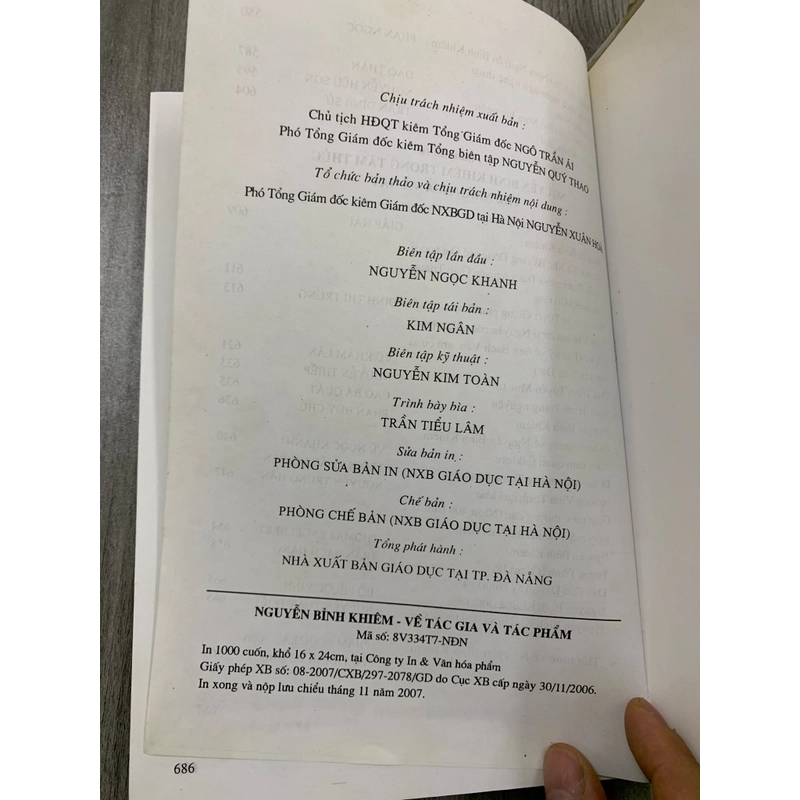 Chịu trách nhiệm xuất bản :
Chủ tịch HĐQT kiêm Tổng Giám đốc NGÔ TRẦN ÁI
Phó Tổng Giám đốc kiêm Tổng biên tập NGUYỄN QUÝ THAO
Tổ chức bản thảo và chịu trách nhiệm nội dung :
Phó Tổng Giám đốc kiêm Giám đốc NXBGD tại Hà Nội NGUYỄN XUÂN
Biên tập lần đầu :
NGUYỄN NGỌC KHANH
Biên tập tái bản :
KIM NGÂN
Biên tập kỹ thuật :
NGUYỄN KIM TOÀN
Trình bày bìa :
TRẦN TIỂU LÂM
Sửa bản in :
PHÒNG SỬA BẢN IN (NXB GIÁO DỤC TẠI HÀ NỘI)
Chế bản :
PHÒNG CHẾ BẢN (NXB GIÁO DỤC TẠI HÀ NỘI)
Tổng phát hành :
NHÀ XUẤT BẢN GIÁO DỤC TẠI TP. ĐÀ NẴNG
NGUYỄN BỈNH KHIÊM - VỀ TÁC GIA VÀ TÁC PHẨM
Mã số: 8V334T7-NĐN
In 1000 cuốn, khổ 16 x 24cm, tại Công ty In & Văn hóa phẩm
Giấy phép XB số: 08-2007/CXB/297-2078/GD do Cục XB cấp ngày 30/11/2006.
In xong và nộp lưu chiểu tháng 11 năm 2007.
686